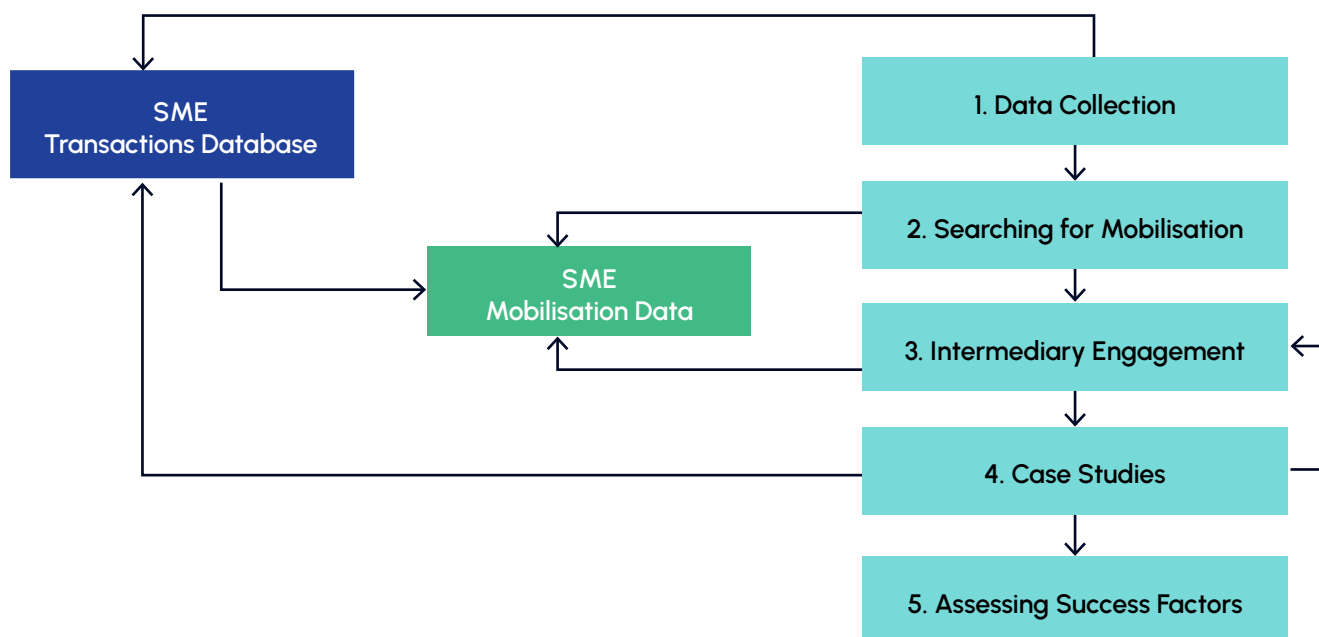 SME
Transactions Database
SME
Mobilisation Data
1. Data Collection
2. Searching for Mobilisation
3. Intermediary Engagement
4. Case Studies
5. Assessing Success Factors